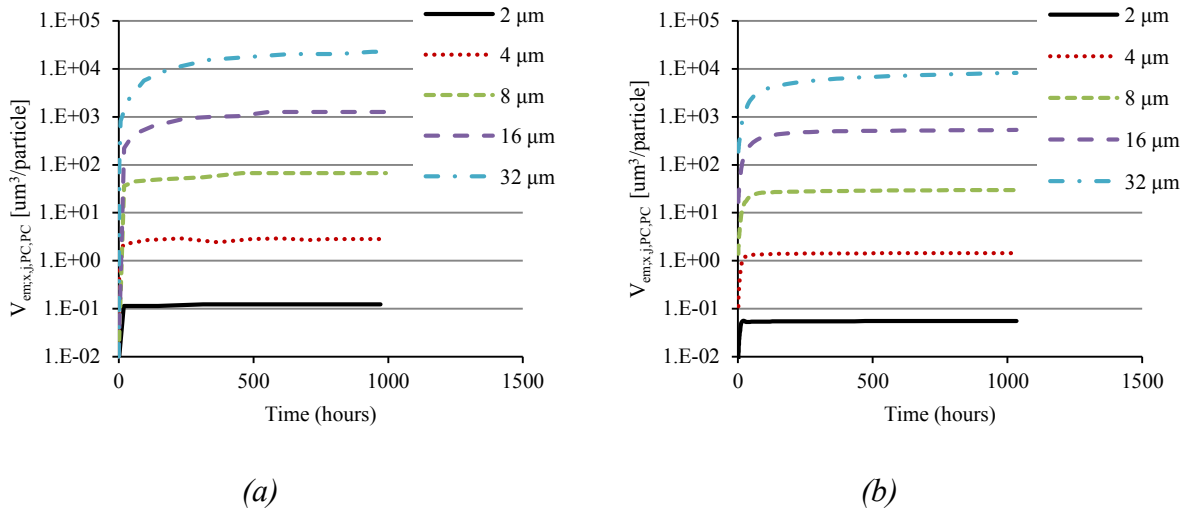 1.E+05
1.E+04
1.E+03
1.E+02
1.E+01
1.E+00
1.E-01
1.E-02
V_em;x,j,PC,PC [um³/particle]
0
500
1000
1500
Time (hours)
2 µm
4 µm
8 µm
16 µm
32 µm
(a)
1.E+05
1.E+04
1.E+03
1.E+02
1.E+01
1.E+00
1.E-01
1.E-02
V_em;x,j,PC,PC [um³/particle]
0
500
1000
1500
Time (hours)
2 µm
4 µm
8 µm
16 µm
32 µm
(b)